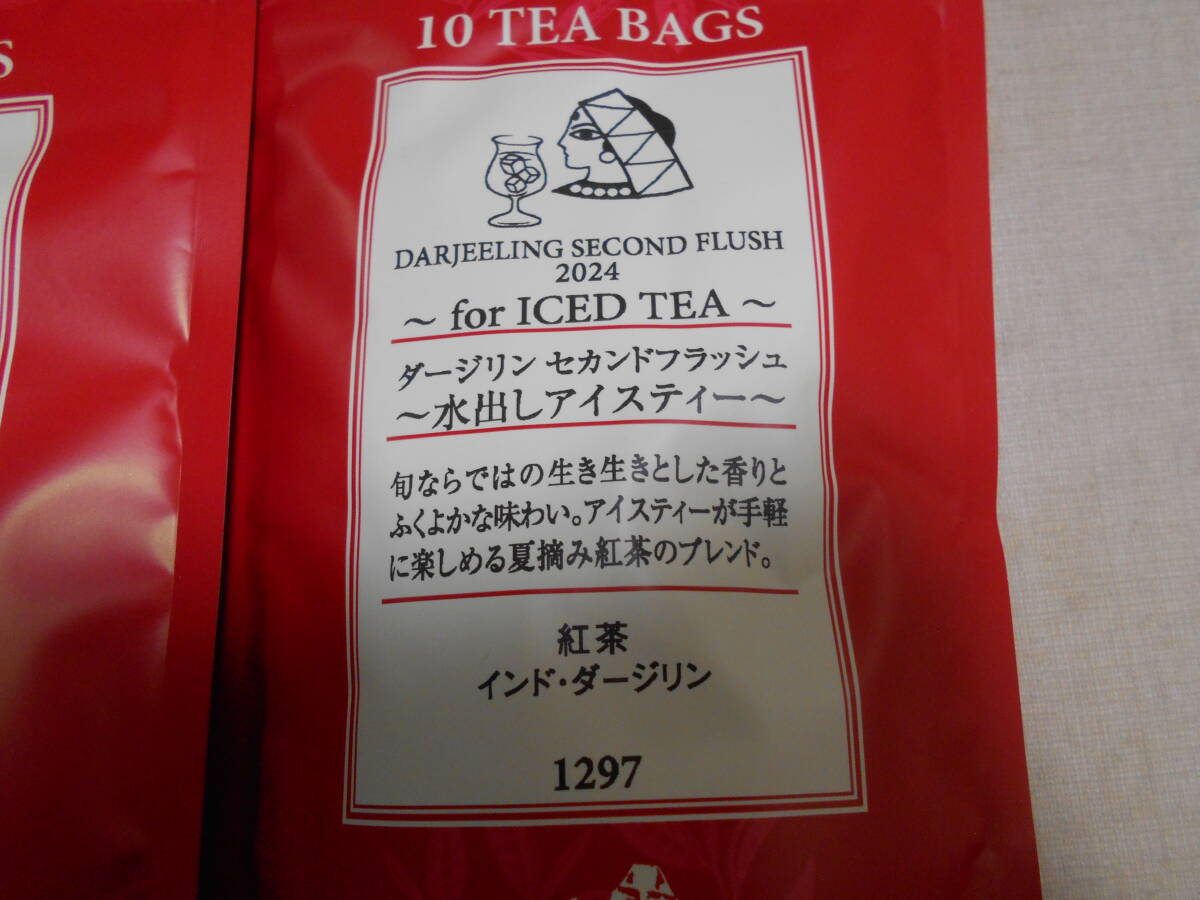 S
10 TEA BAGS
DARJEELING SECOND FLUSH
2024
～ for ICED TEA ～
ダージリン セカンドフラッシュ
～水出しアイスティー～
旬ならではの生き生きとした香りと
ふくよかな味わい。アイスティーが手軽
に楽しめる夏摘み紅茶のブレンド。
紅茶
インド・ダージリン
1297